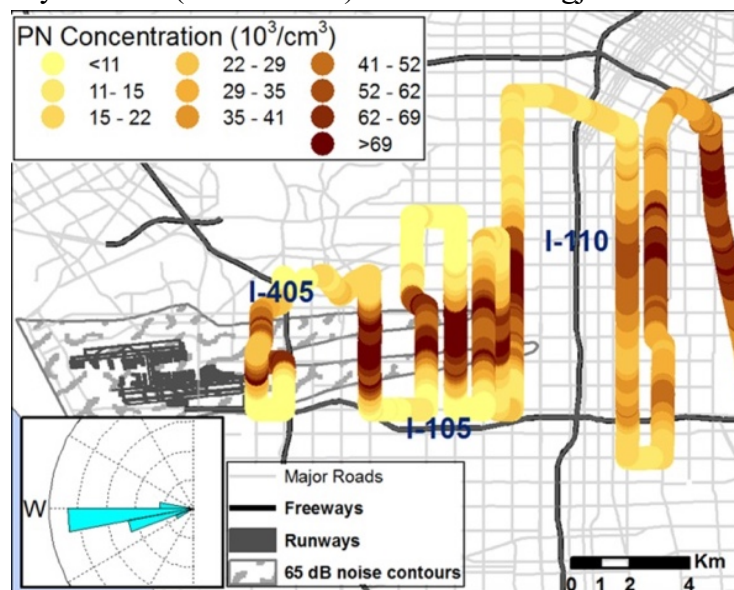 PN Concentration (10³/cm³)
<11 22 - 29 41 - 52
11- 15 29 - 35 52 - 62
15 - 22 35 - 41 62 - 69
>69
I-110
I-405
I-105
W
Major Roads
Freeways
Runways
65 dB noise contours
Km
0 1 2 4